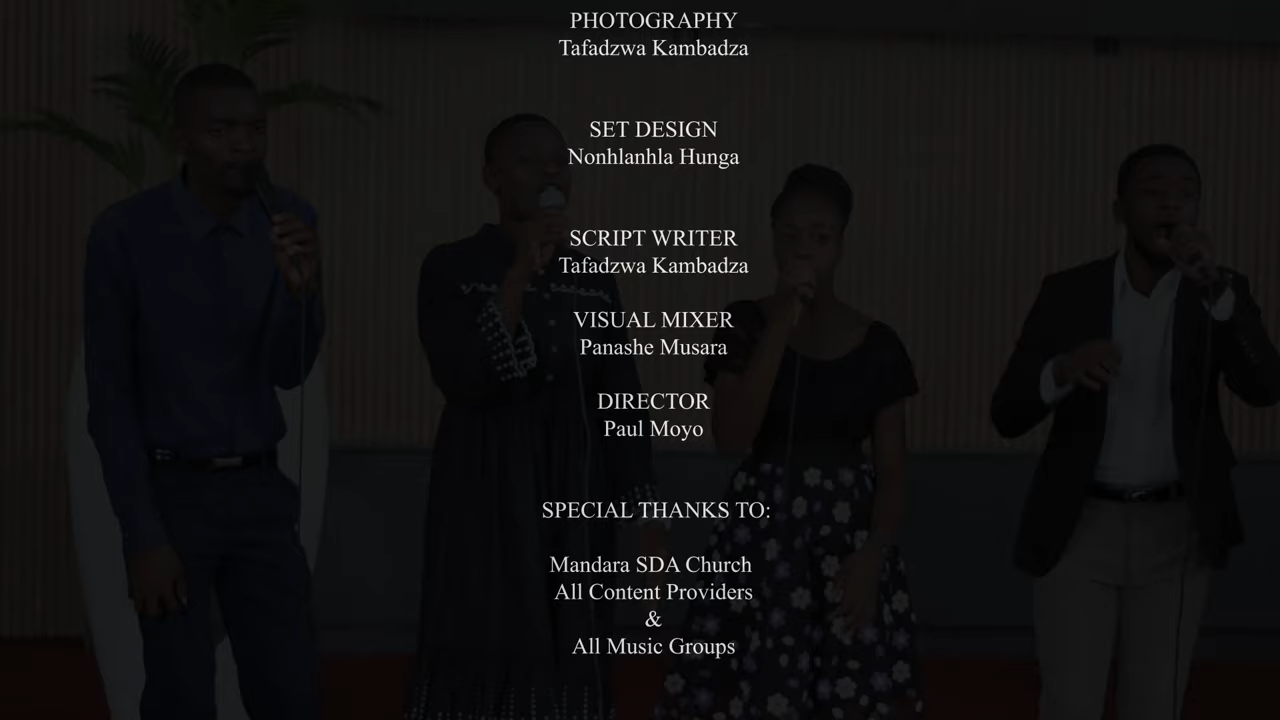 PHOTOGRAPHY
Tafadzwa Kambadza
SET DESIGN
Nonhlanhla Hunga
SCRIPT WRITER
Tafadzwa Kambadza
VISUAL MIXER
Panashe Musara
DIRECTOR
Paul Moyo
SPECIAL THANKS TO:
Mandara SDA Church
All Content Providers
&
All Music Groups